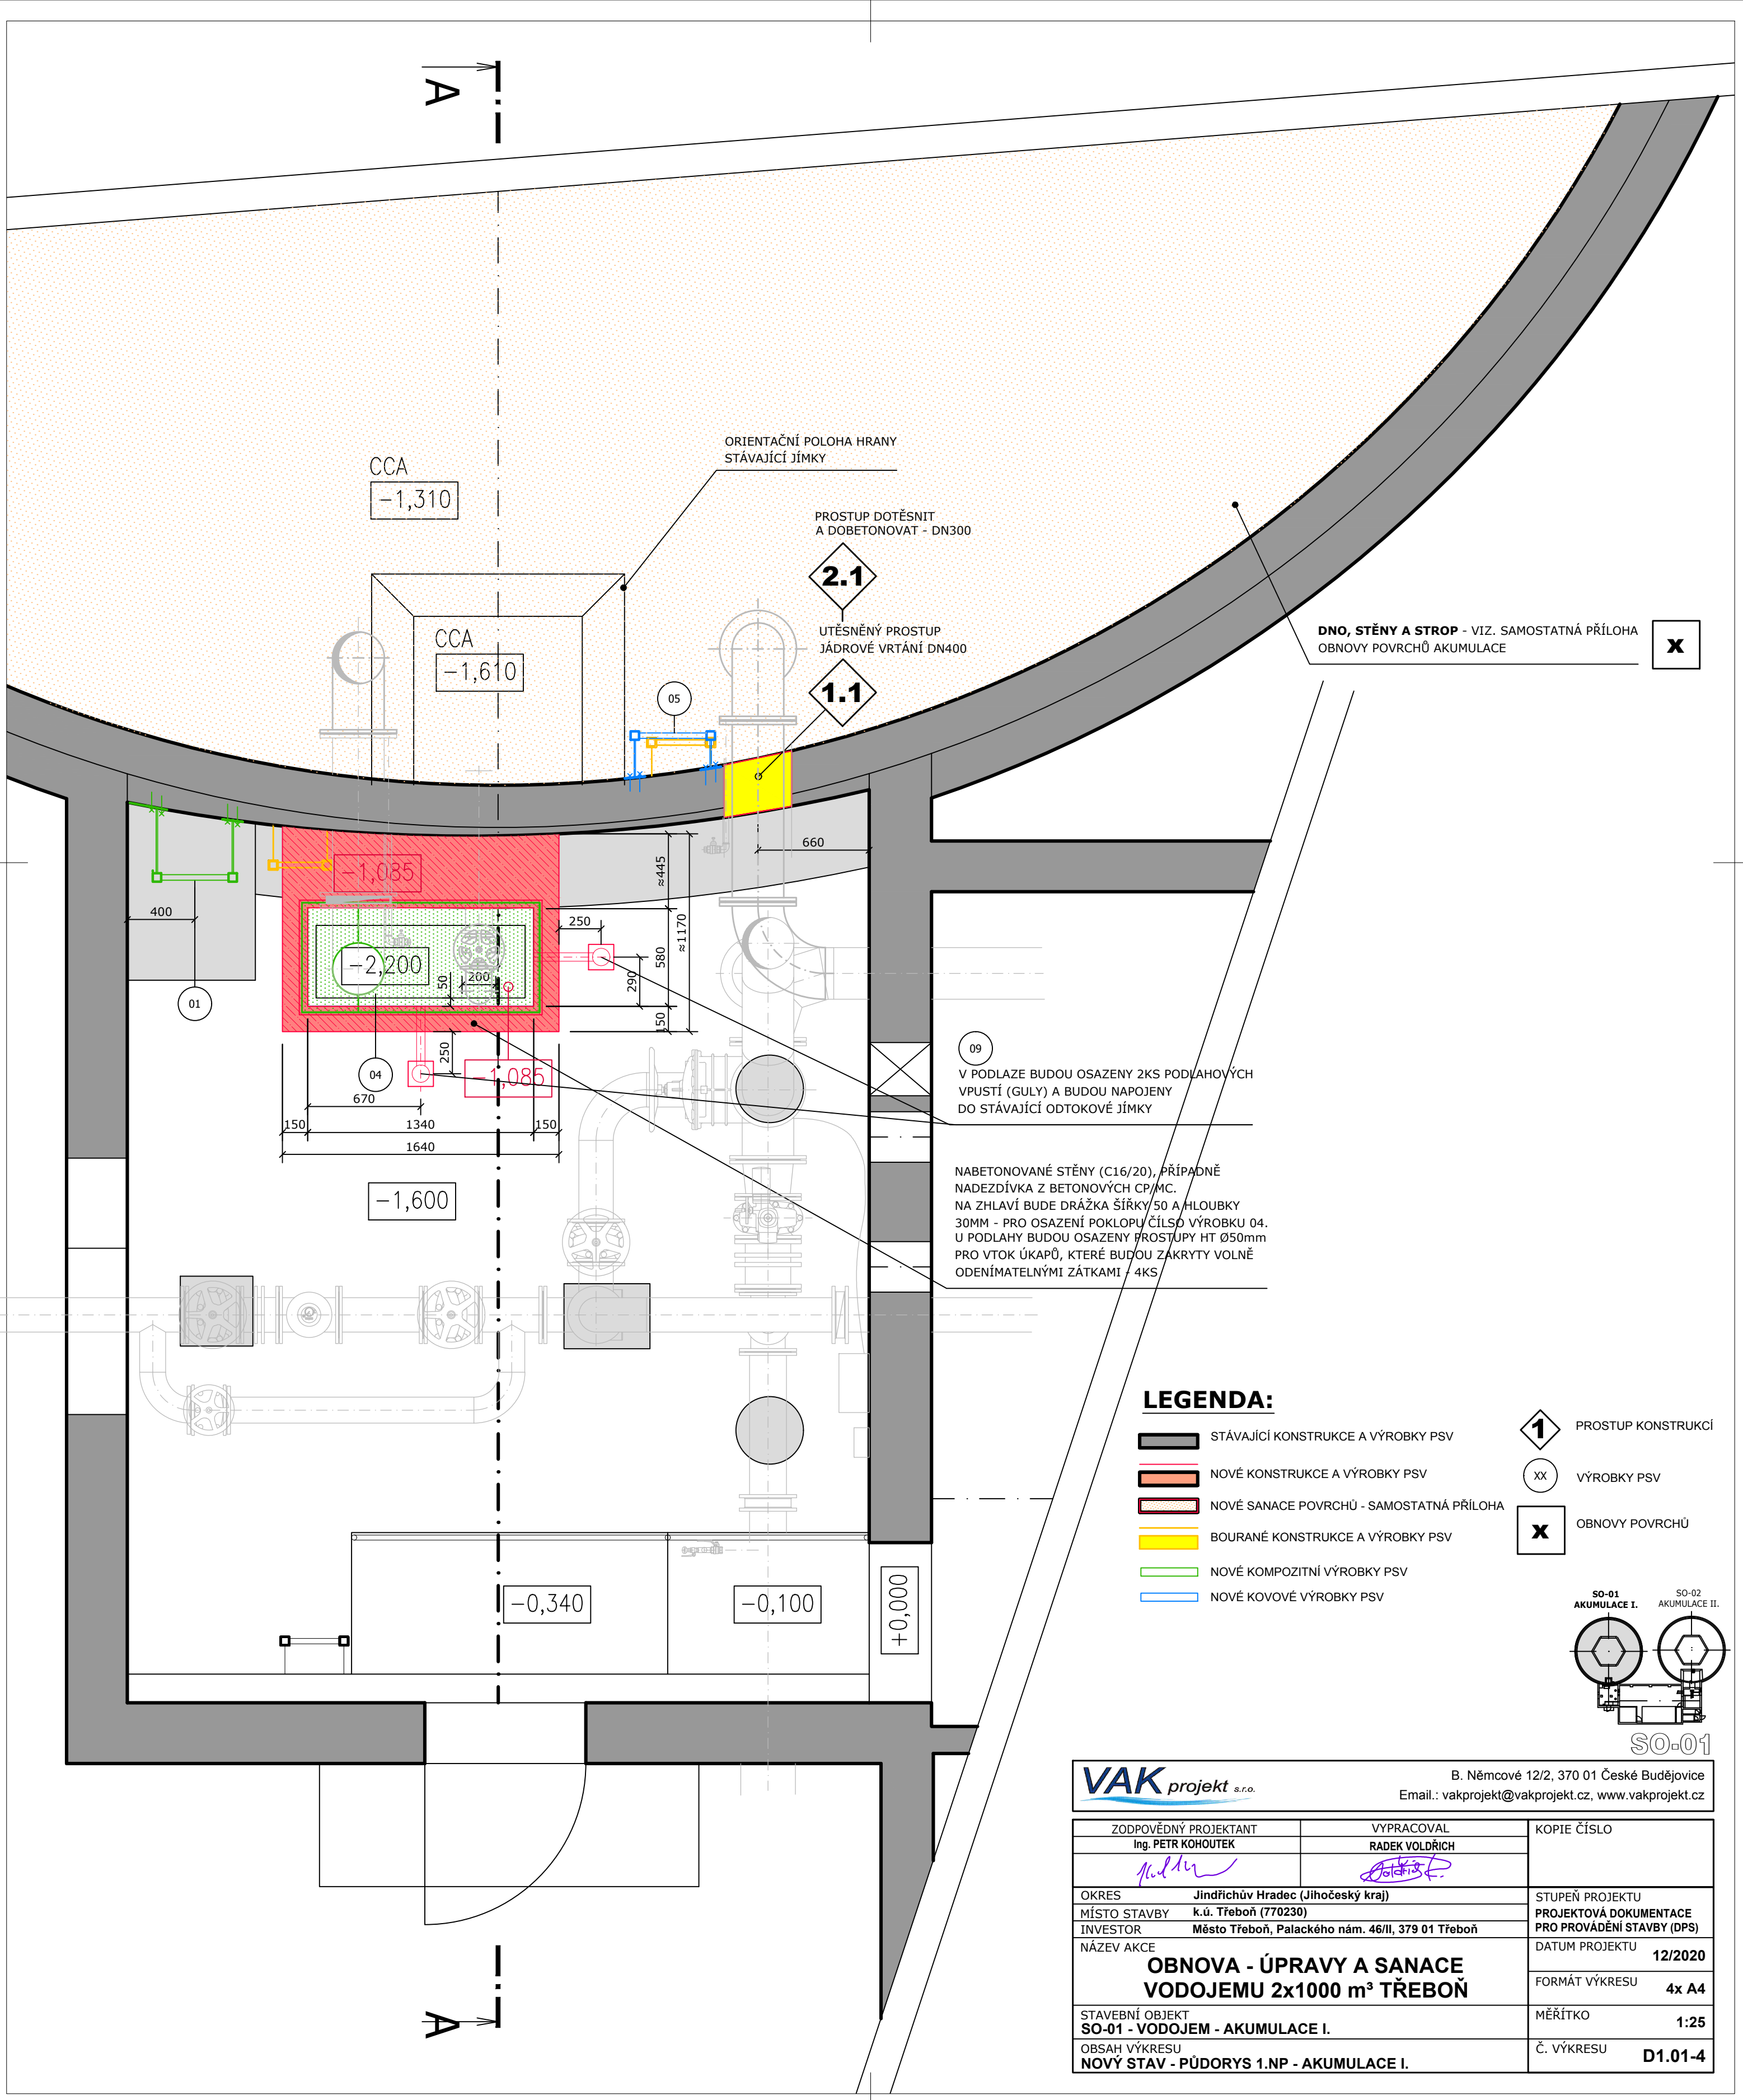 A
CCA
-1,310
ORIENTAČNÍ POLOHA HRANY
STÁVAJÍCÍ JÍMKY
PROSTUP DOTĚSNIT
A DOBETONOVAT - DN300
2.1
UTĚSNĚNÝ PROSTUP
JÁDROVÉ VRTÁNÍ DN400
1.1
CCA
-1,610
05
DNO, STĚNY A STROP - VIZ. SAMOSTATNÁ PŘÍLOHA
OBNOVY POVRCHŮ AKUMULACE
X
660
-1,085
≈445
≈1170
400
250
580
290
-2,200
50
200
150
01
250
04
-1,085
670
150
1340
150
1640
09
V PODLAZE BUDOU OSAZENY 2KS PODLAHOVÝCH
VPUSTÍ (GULY) A BUDOU NAPOJENY
DO STÁVAJÍCÍ ODTOKOVÉ JÍMKY
NABETONOVANÉ STĚNY (C16/20), PŘÍPADNĚ
NADEZDÍVKA Z BETONOVÝCH CP/MC.
NA ZHLAVÍ BUDE DRÁŽKA ŠÍŘKY 50 A HLOUBKY
30MM - PRO OSAZENÍ POKLOPU ČÍLSO VÝROBKU 04.
U PODLAHY BUDOU OSAZENY PROSTUPY HT Ø50mm
PRO VTOK ÚKAPŮ, KTERÉ BUDOU ZAKRYTY VOLNĚ
ODENÍMATELNÝMI ZÁTKAMI - 4KS
-1,600
-0,340
-0,100
+0,000
LEGENDA:
STÁVAJÍCÍ KONSTRUKCE A VÝROBKY PSV
NOVÉ KONSTRUKCE A VÝROBKY PSV
NOVÉ SANACE POVRCHŮ - SAMOSTATNÁ PŘÍLOHA
BOURANÉ KONSTRUKCE A VÝROBKY PSV
NOVÉ KOMPOZITNÍ VÝROBKY PSV
NOVÉ KOVOVÉ VÝROBKY PSV
1 PROSTUP KONSTRUKCÍ
XX VÝROBKY PSV
X OBNOVY POVRCHŮ
SO-01
AKUMULACE I.
SO-02
AKUMULACE II.
SO-01
VAK projekt s.r.o.
B. Němcové 12/2, 370 01 České Budějovice
Email.: vakprojekt@vakprojekt.cz, www.vakprojekt.cz
ZODPOVĚDNÝ PROJEKTANT
Ing. PETR KOHOUTEK
VYPRACOVAL
RADEK VOLDŘICH
KOPIE ČÍSLO
OKRES Jindřichův Hradec (Jihočeský kraj)
MÍSTO STAVBY k.ú. Třeboň (770230)
INVESTOR Město Třeboň, Palackého nám. 46/II, 379 01 Třeboň
STUPEŇ PROJEKTU
PROJEKTOVÁ DOKUMENTACE
PRO PROVÁDĚNÍ STAVBY (DPS)
NÁZEV AKCE
OBNOVA - ÚPRAVY A SANACE
VODOJEMU 2x1000 m³ TŘEBOŇ
DATUM PROJEKTU 12/2020
FORMÁT VÝKRESU 4x A4
STAVEBNÍ OBJEKT
SO-01 - VODOJEM - AKUMULACE I.
MĚŘÍTKO 1:25
OBSAH VÝKRESU
NOVÝ STAV - PŮDORYS 1.NP - AKUMULACE I.
Č. VÝKRESU D1.01-4
A